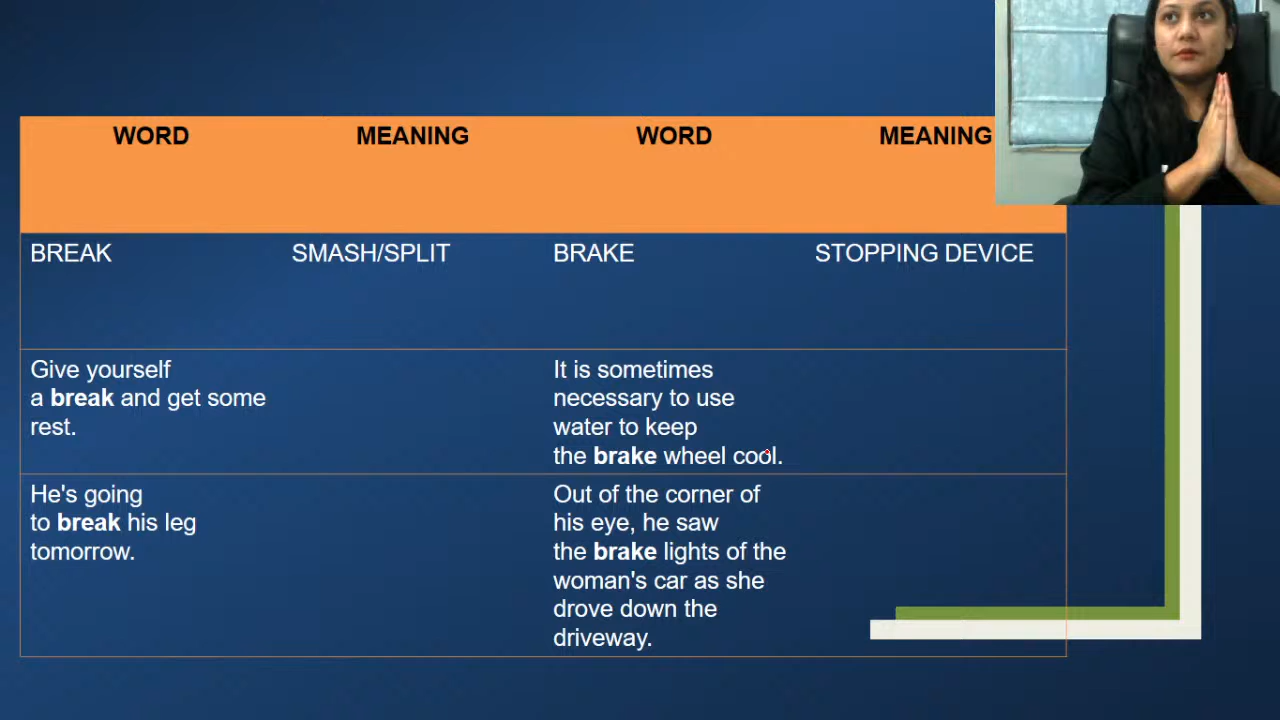 WORD MEANING WORD MEANING
BREAK SMASH/SPLIT BRAKE STOPPING DEVICE
Give yourself
a break and get some
rest.
It is sometimes
necessary to use
water to keep
the brake wheel cool.
He's going
to break his leg
tomorrow.
Out of the corner of
his eye, he saw
the brake lights of the
woman's car as she
drove down the
driveway.